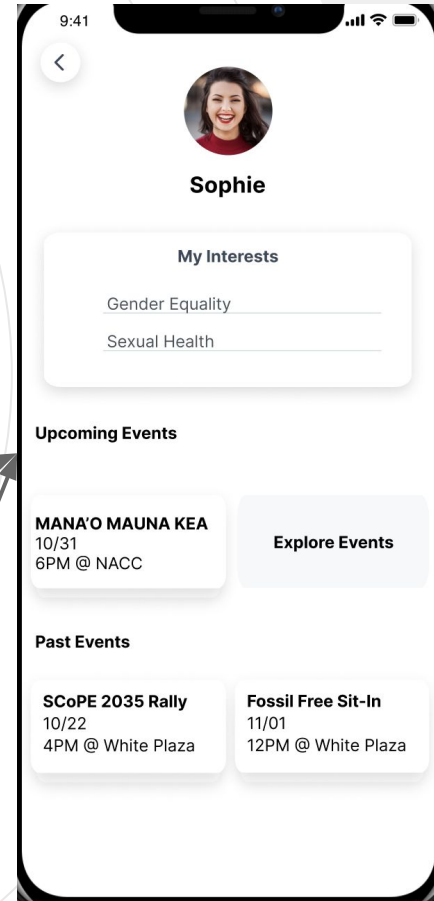 9:41
Sophie
My Interests
Gender Equality
Sexual Health
Upcoming Events
MANA’O MAUNA KEA
10/31
6PM @ NACC
Explore Events
Past Events
SCoPE 2035 Rally
10/22
4PM @ White Plaza
Fossil Free Sit-In
11/01
12PM @ White Plaza